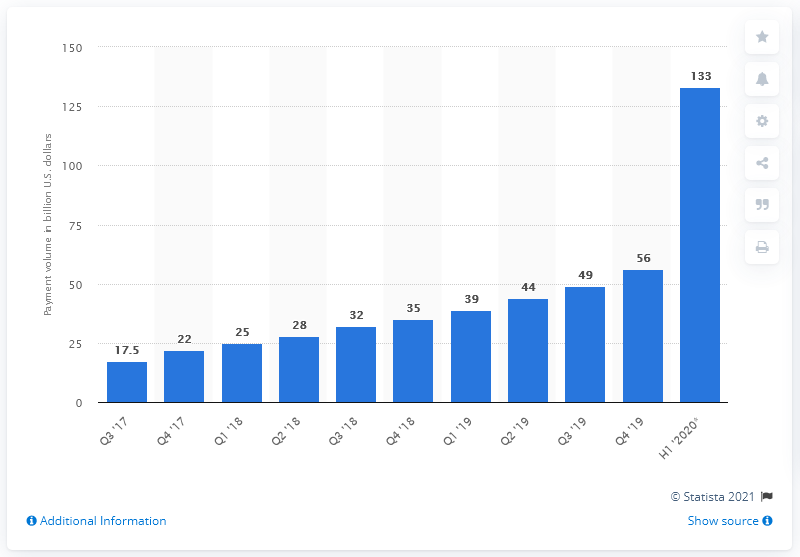 150
125
100
75
50
25
0
Payment volume in billion U.S. dollars
17.5
22
25
28
32
35
39
44
49
56
133
Q3 '17
Q4 '17
Q1 '18
Q2 '18
Q3 '18
Q4 '18
Q1 '19
Q2 '19
Q3 '19
Q4 '19
H1 '2020*
© Statista 2021
Additional Information
Show source